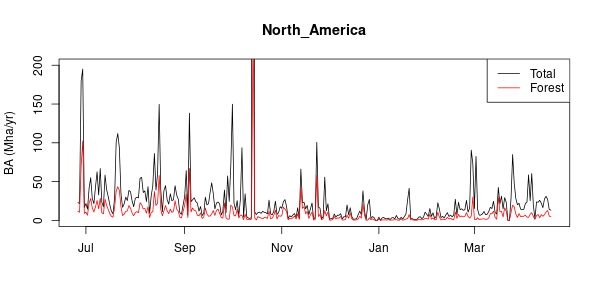 North_America
BA (Mha/yr)
200
150
100
50
0
Total
Forest
Jul Sep Nov Jan Mar